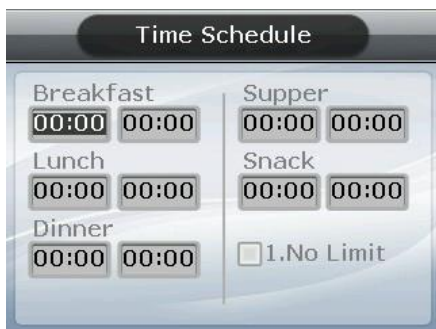 Time Schedule
Breakfast
00:00 00:00
Lunch
00:00 00:00
Dinner
00:00 00:00
Supper
00:00 00:00
Snack
00:00 00:00
1.No Limit